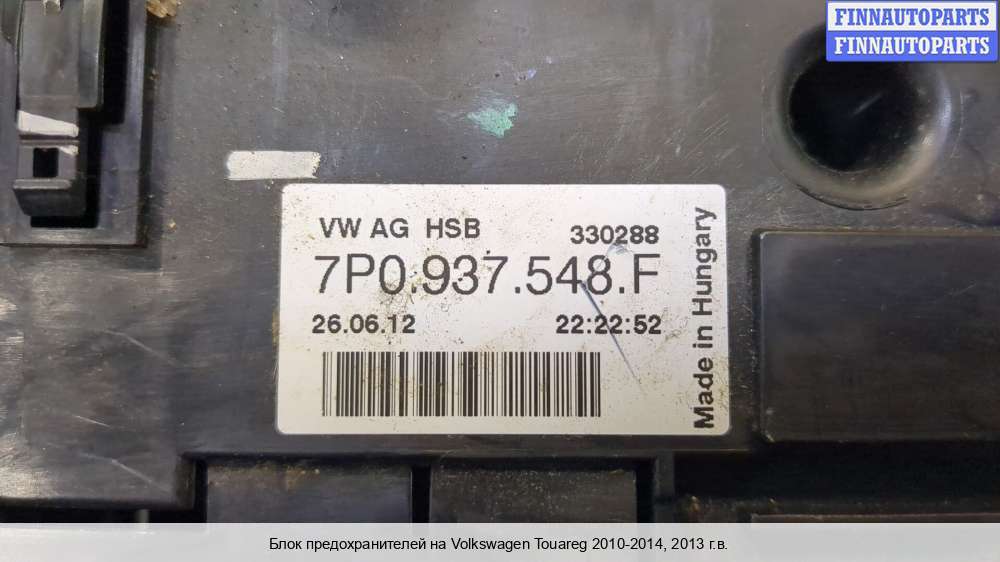 FINNAUTOPARTS
FINNAUTOPARTS
VW AG HSB 330288
7P0.937.548.F
26.06.12 22:22:52
Made in Hungary
Блок предохранителей на Volkswagen Touareg 2010-2014, 2013 г.в.